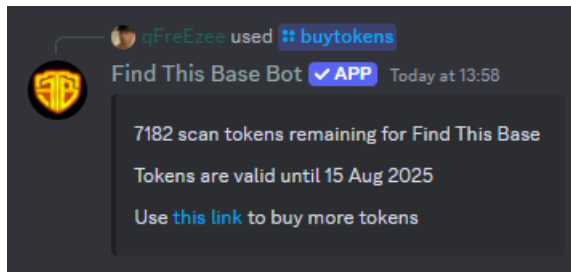 qFreEzee used buytokens
Find This Base Bot ✓ APP Today at 13:58
7182 scan tokens remaining for Find This Base
Tokens are valid until 15 Aug 2025
Use this link to buy more tokens